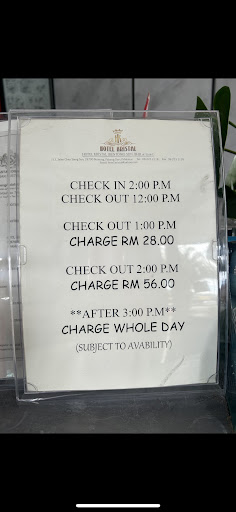 HOTEL KRISTAL
CHECK IN 2:00 P.M
CHECK OUT 12:00 P.M
CHECK OUT 1:00 P.M
CHARGE RM 28.00
CHECK OUT 2:00 P.M
CHARGE RM 56.00
**AFTER 3:00 P.M**
CHARGE WHOLE DAY
(SUBJECT TO AVABILITY)